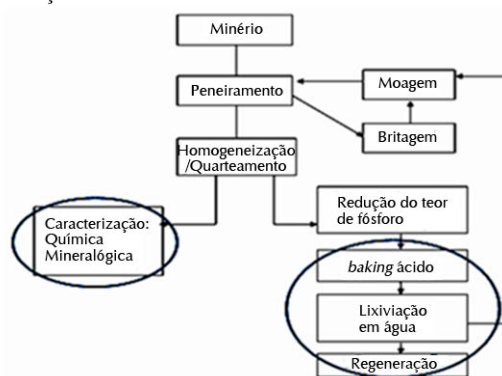 Minério
Peneiramento
Moagem
Britagem
Homogeneização
/Quarteamento
Caracterização:
Química
Mineralógica
Redução do teor
de fósforo
baking ácido
Lixiviação
em água
Regeneração